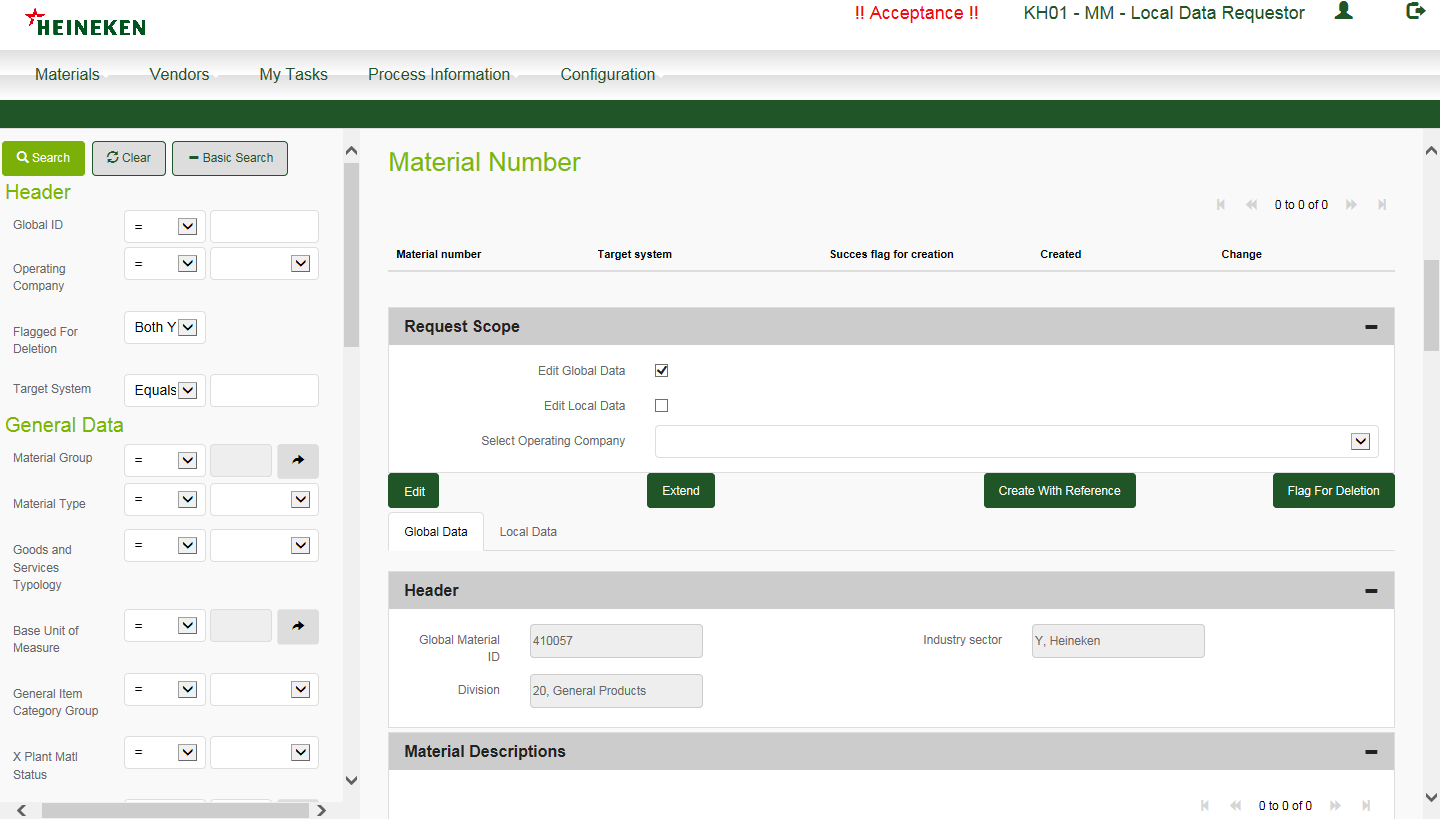 HEINEKEN
!! Acceptance !!
KH01 - MM - Local Data Requestor
Materials
Vendors
My Tasks
Process Information
Configuration
Search
Clear
Basic Search
Header
Global ID
=
Operating
Company
=
Flagged For
Deletion
Both Y
Target System
Equals
General Data
Material Group
=
Material Type
=
Goods and
Services
Typology
=
Base Unit of
Measure
=
General Item
Category Group
=
X Plant Matl
Status
=
Material Number
0 to 0 of 0
Material number
Target system
Succes flag for creation
Created
Change
Request Scope
Edit Global Data
Edit Local Data
Select Operating Company
Edit
Extend
Create With Reference
Flag For Deletion
Global Data
Local Data
Header
Global Material
ID
410057
Industry sector
Y, Heineken
Division
20, General Products
Material Descriptions
0 to 0 of 0